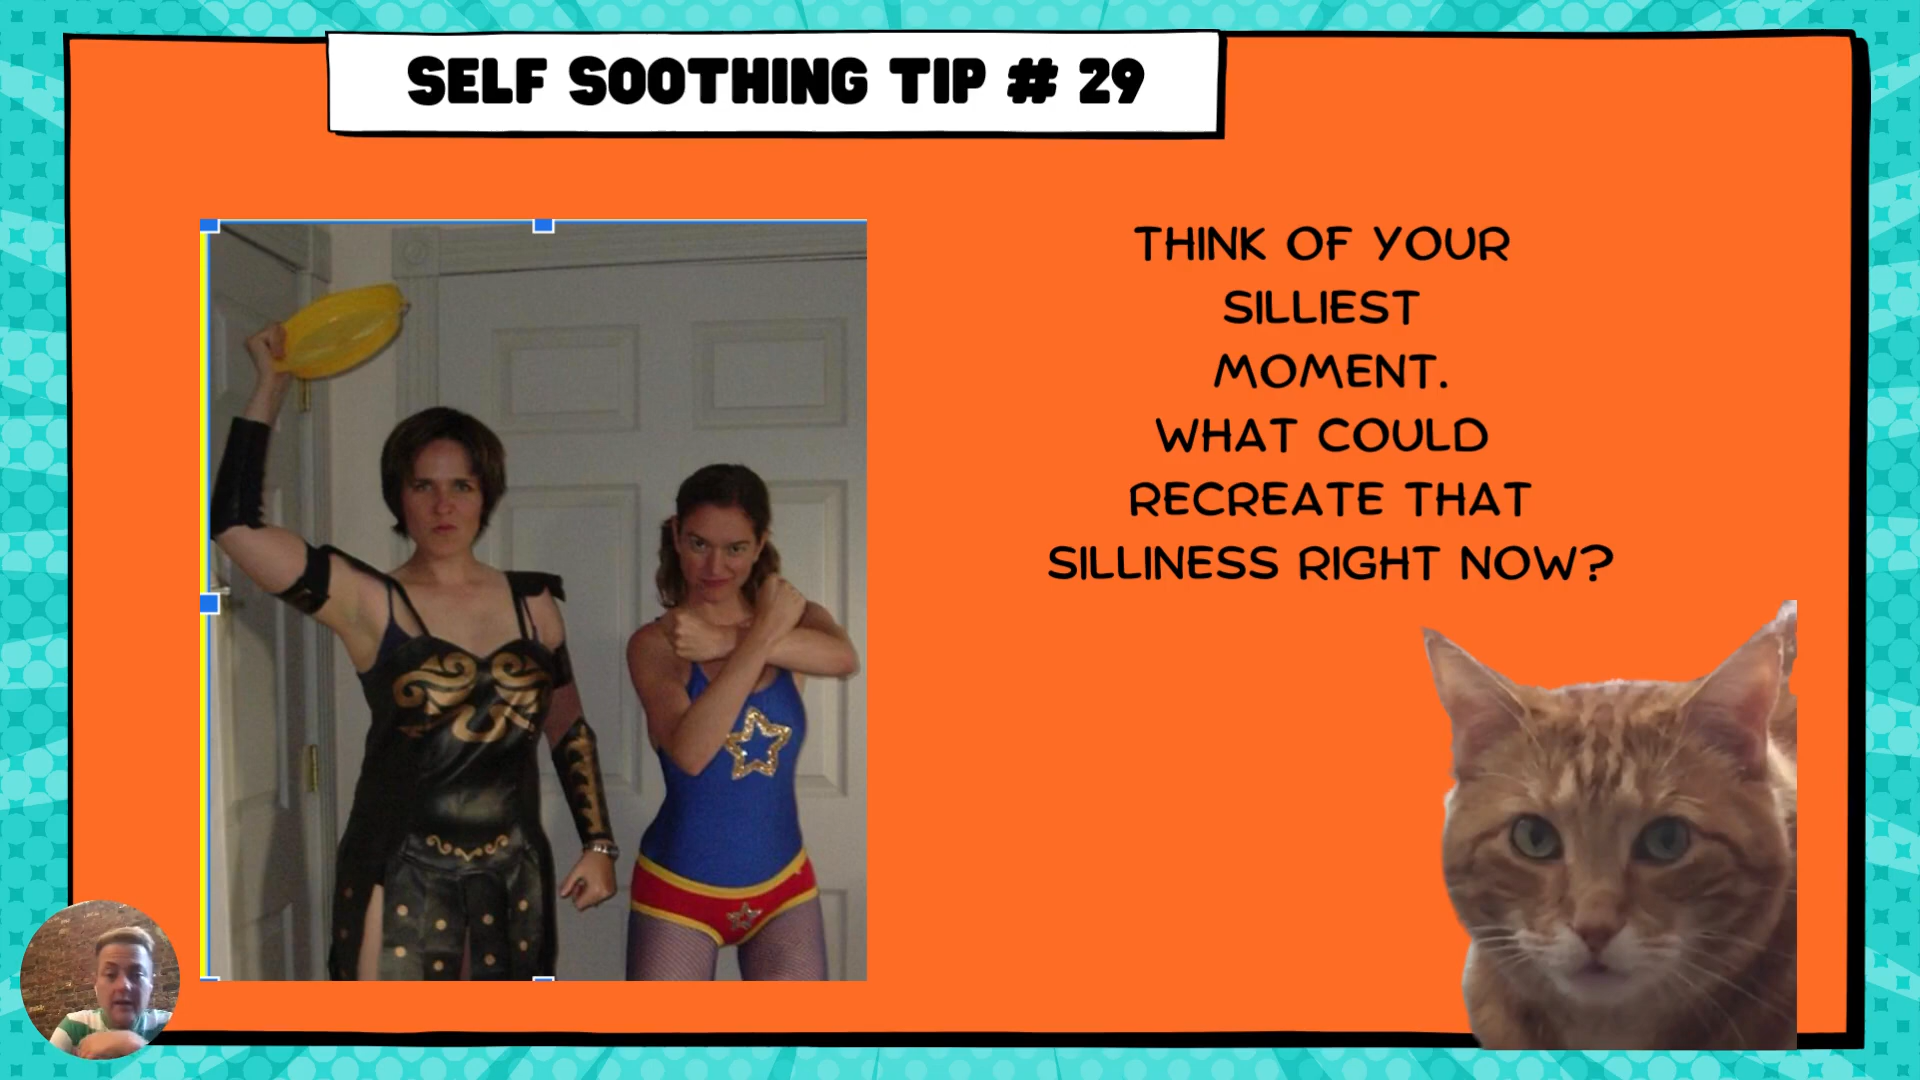 SELF SOOTHING TIP # 29
THINK OF YOUR
SILLIEST
MOMENT.
WHAT COULD
RECREATE THAT
SILLINESS RIGHT NOW?